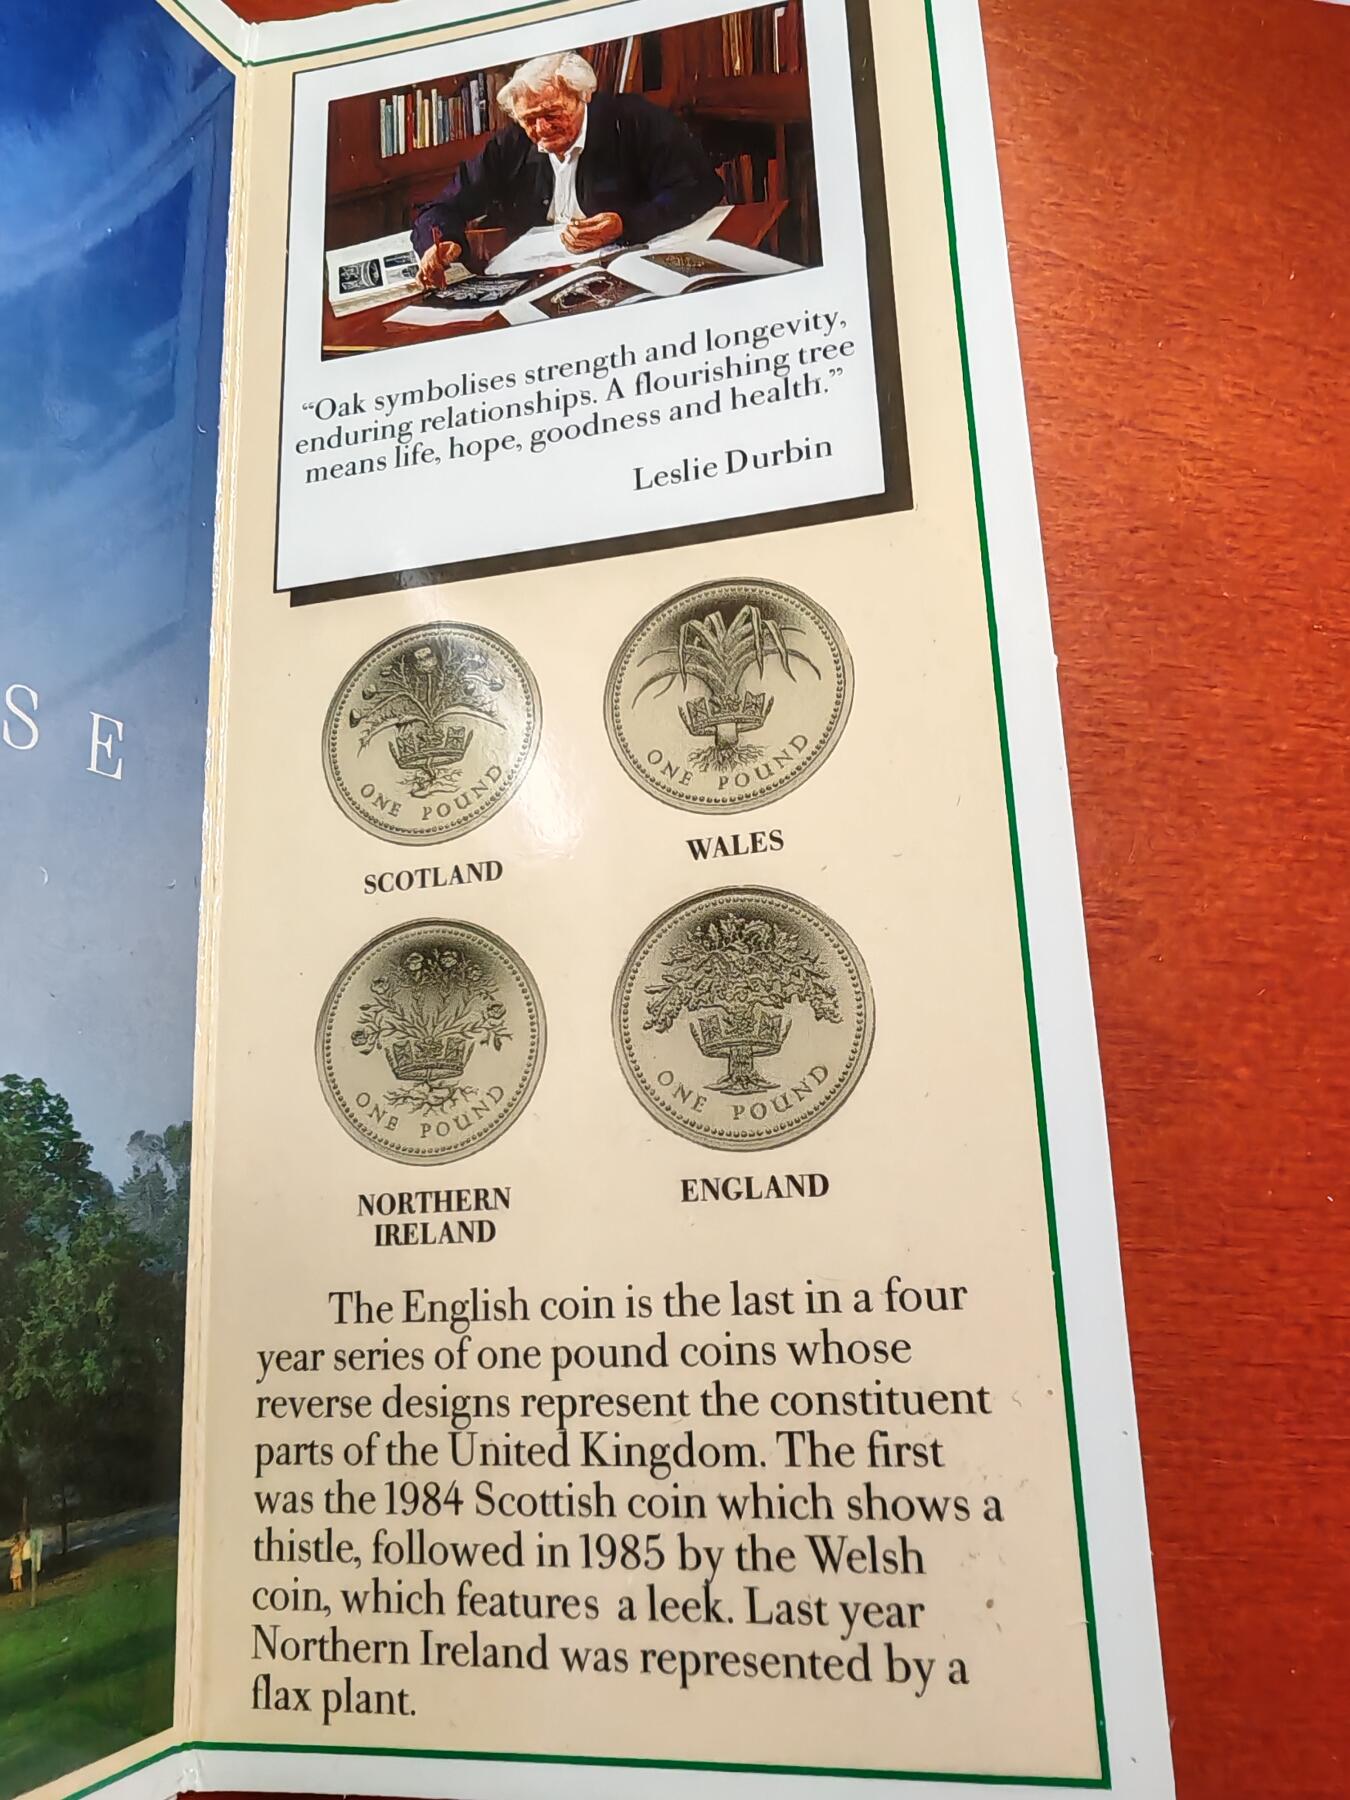 S E
“Oak symbolises strength and longevity,
enduring relationships. A flourishing tree
means life, hope, goodness and health.”
Leslie Durbin
ONE POUND
SCOTLAND
ONE POUND
WALES
ONE POUND
NORTHERN
IRELAND
ONE POUND
ENGLAND
The English coin is the last in a four
year series of one pound coins whose
reverse designs represent the constituent
parts of the United Kingdom. The first
was the 1984 Scottish coin which shows a
thistle, followed in 1985 by the Welsh
coin, which features a leek. Last year
Northern Ireland was represented by a
flax plant.